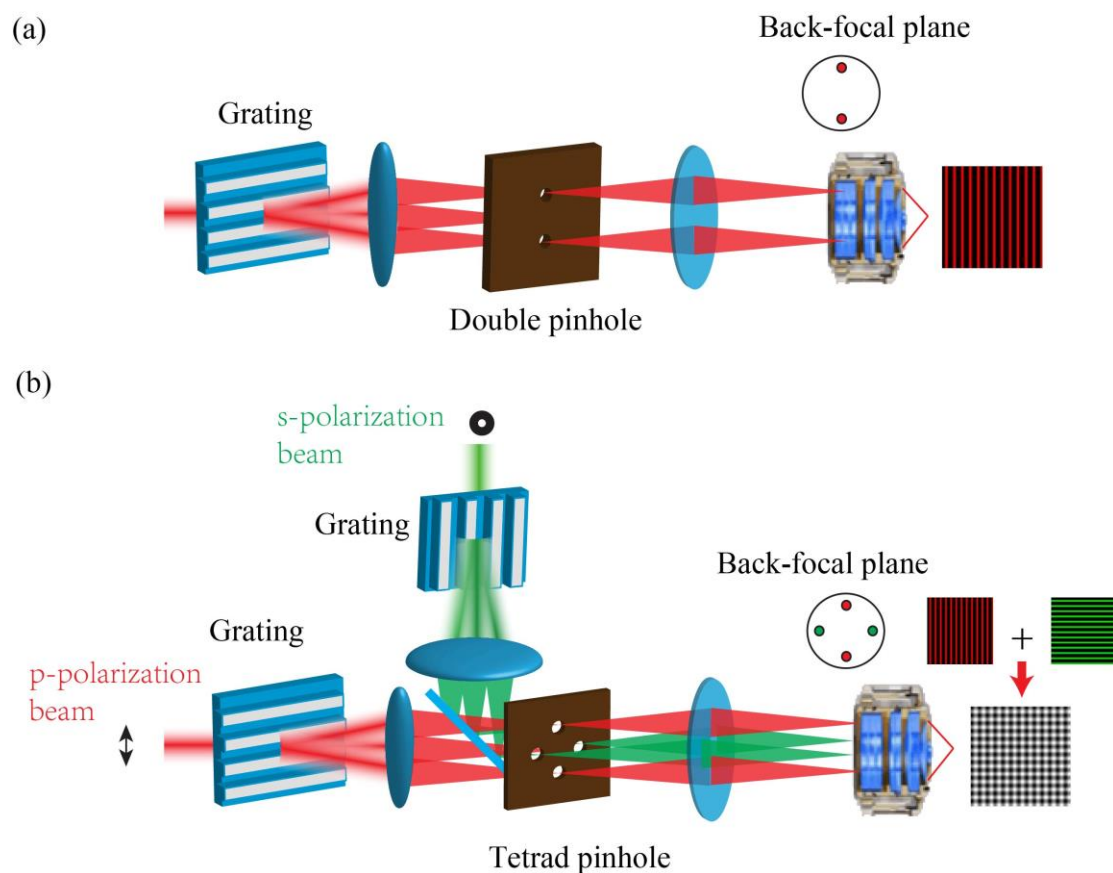 (a)
Back-focal plane
Grating
Double pinhole
(b)
s-polarization
beam
Grating
Back-focal plane
Grating
+
p-polarization
beam
Tetrad pinhole